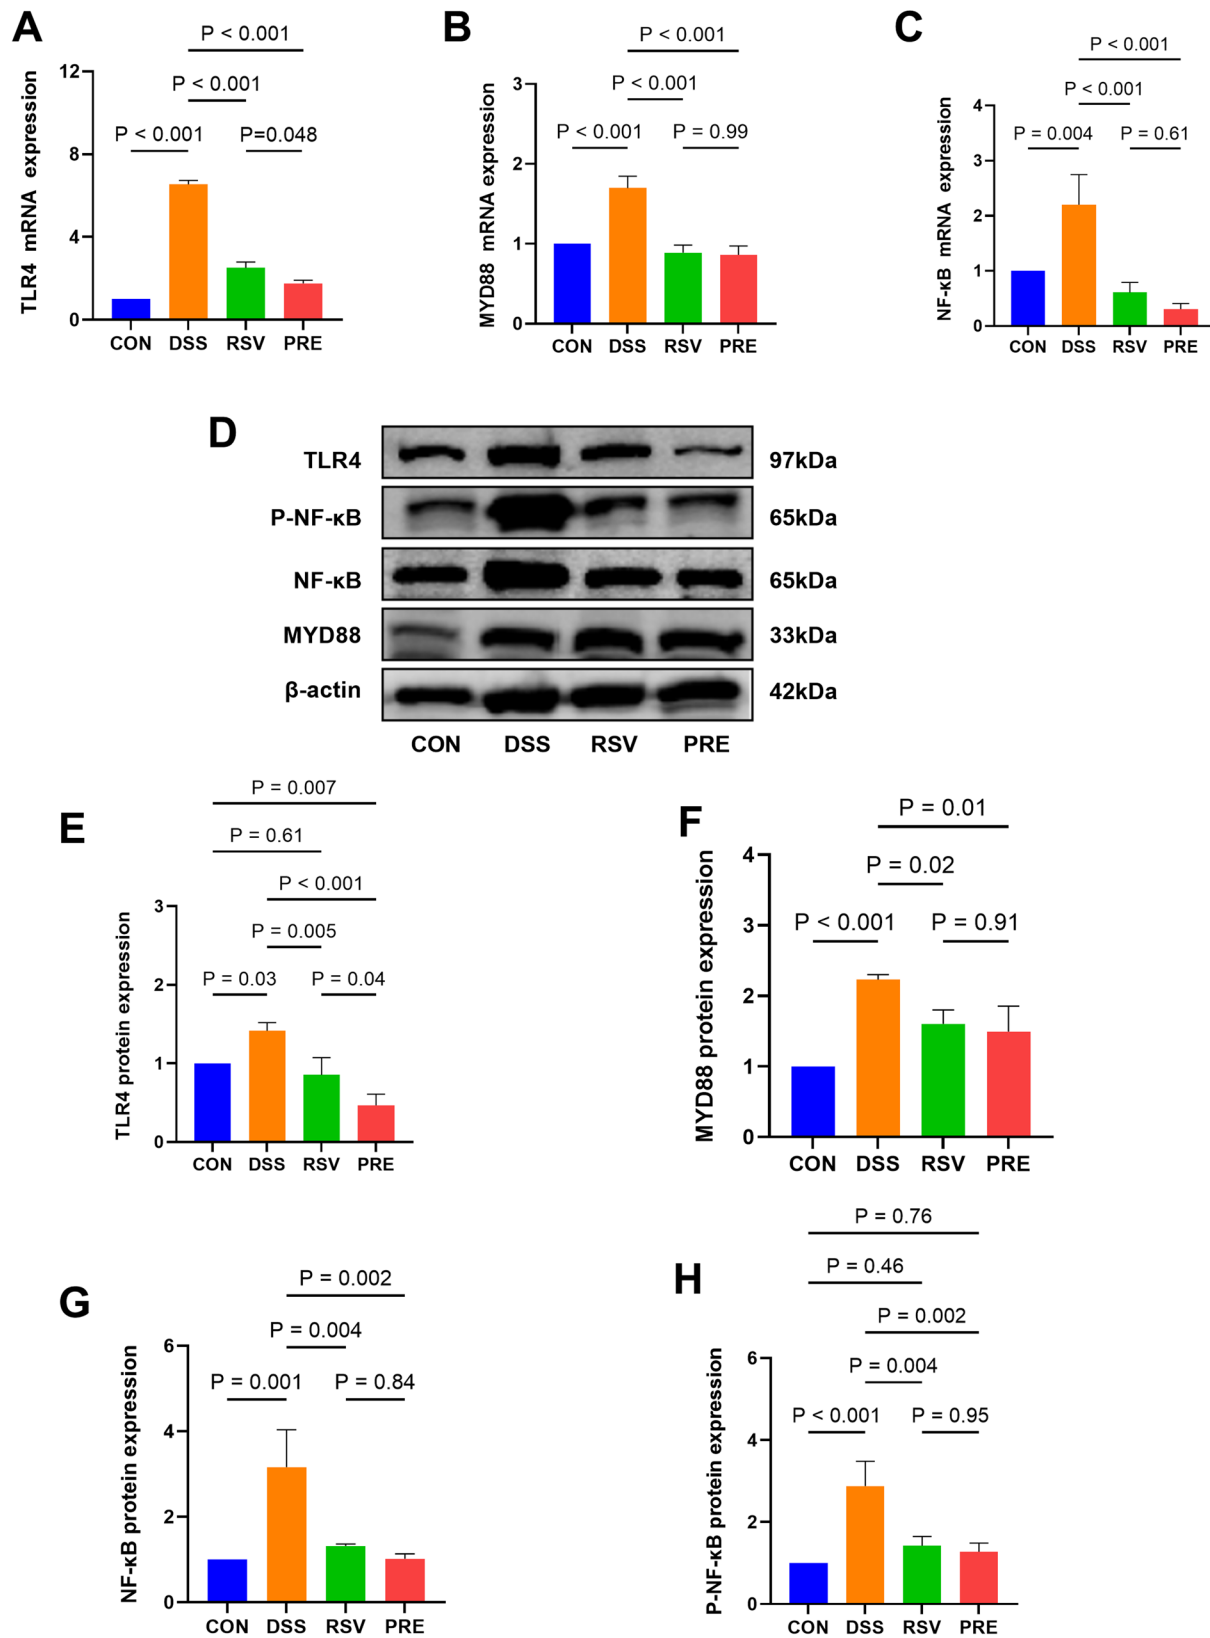 A
P < 0.001
P < 0.001
P < 0.001
P=0.048
TLR4 mRNA expression
12
8
4
0
CON DSS RSV PRE
B
P < 0.001
P < 0.001
P < 0.001
P = 0.99
MYD88 mRNA expression
3
2
1
0
CON DSS RSV PRE
C
P < 0.001
P < 0.001
P = 0.004
P = 0.61
NF-κB mRNA expression
4
3
2
1
0
CON DSS RSV PRE
D
TLR4 97kDa
P-NF-κB 65kDa
NF-κB 65kDa
MYD88 33kDa
β-actin 42kDa
CON DSS RSV PRE
E
P = 0.007
P = 0.61
P < 0.001
P = 0.005
P = 0.03
P = 0.04
TLR4 protein expression
3
2
1
0
CON DSS RSV PRE
F
P = 0.01
P = 0.02
P < 0.001
P = 0.91
MYD88 protein expression
4
3
2
1
0
CON DSS RSV PRE
G
P = 0.002
P = 0.004
P = 0.001
P = 0.84
NF-κB protein expression
6
4
2
0
CON DSS RSV PRE
H
P = 0.76
P = 0.46
P = 0.002
P = 0.004
P < 0.001
P = 0.95
P-NF-κB protein expression
6
4
2
0
CON DSS RSV PRE